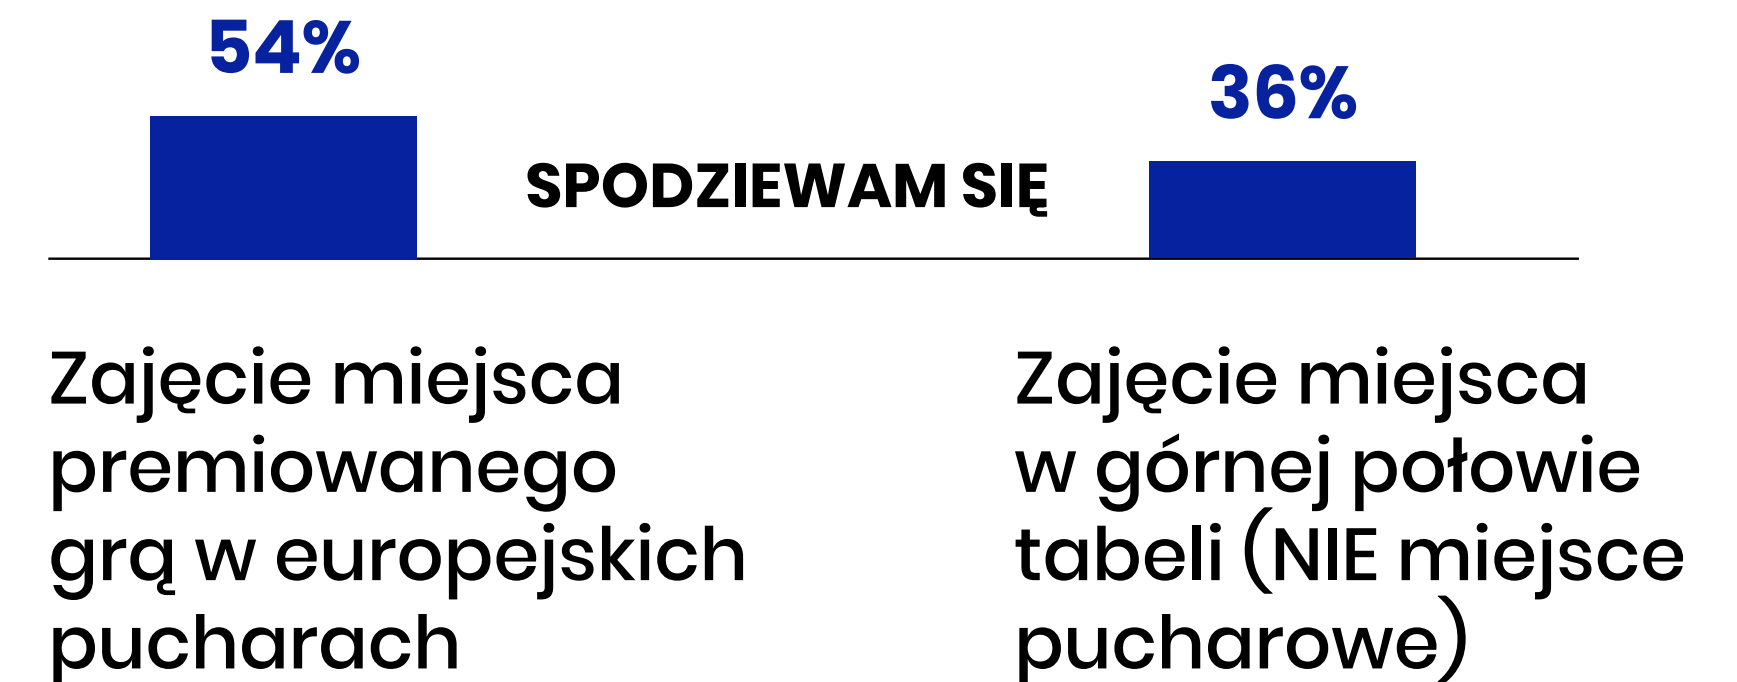 54%
36%
SPODZIEWAM SIĘ
Zajęcie miejsca
premiowanego
grą w europejskich
pucharach
Zajęcie miejsca
w górnej połowie
tabeli (NIE miejsce
pucharowe)